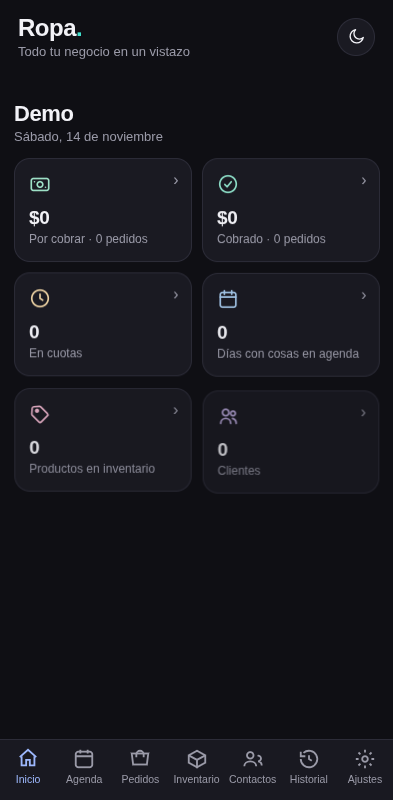 Ropa.
Todo tu negocio en un vistazo
Demo
Sábado, 14 de noviembre
$0
Por cobrar · 0 pedidos
$0
Cobrado · 0 pedidos
0
En cuotas
0
Días con cosas en agenda
0
Productos en inventario
0
Clientes
Inicio
Agenda
Pedidos
Inventario
Contactos
Historial
Ajustes